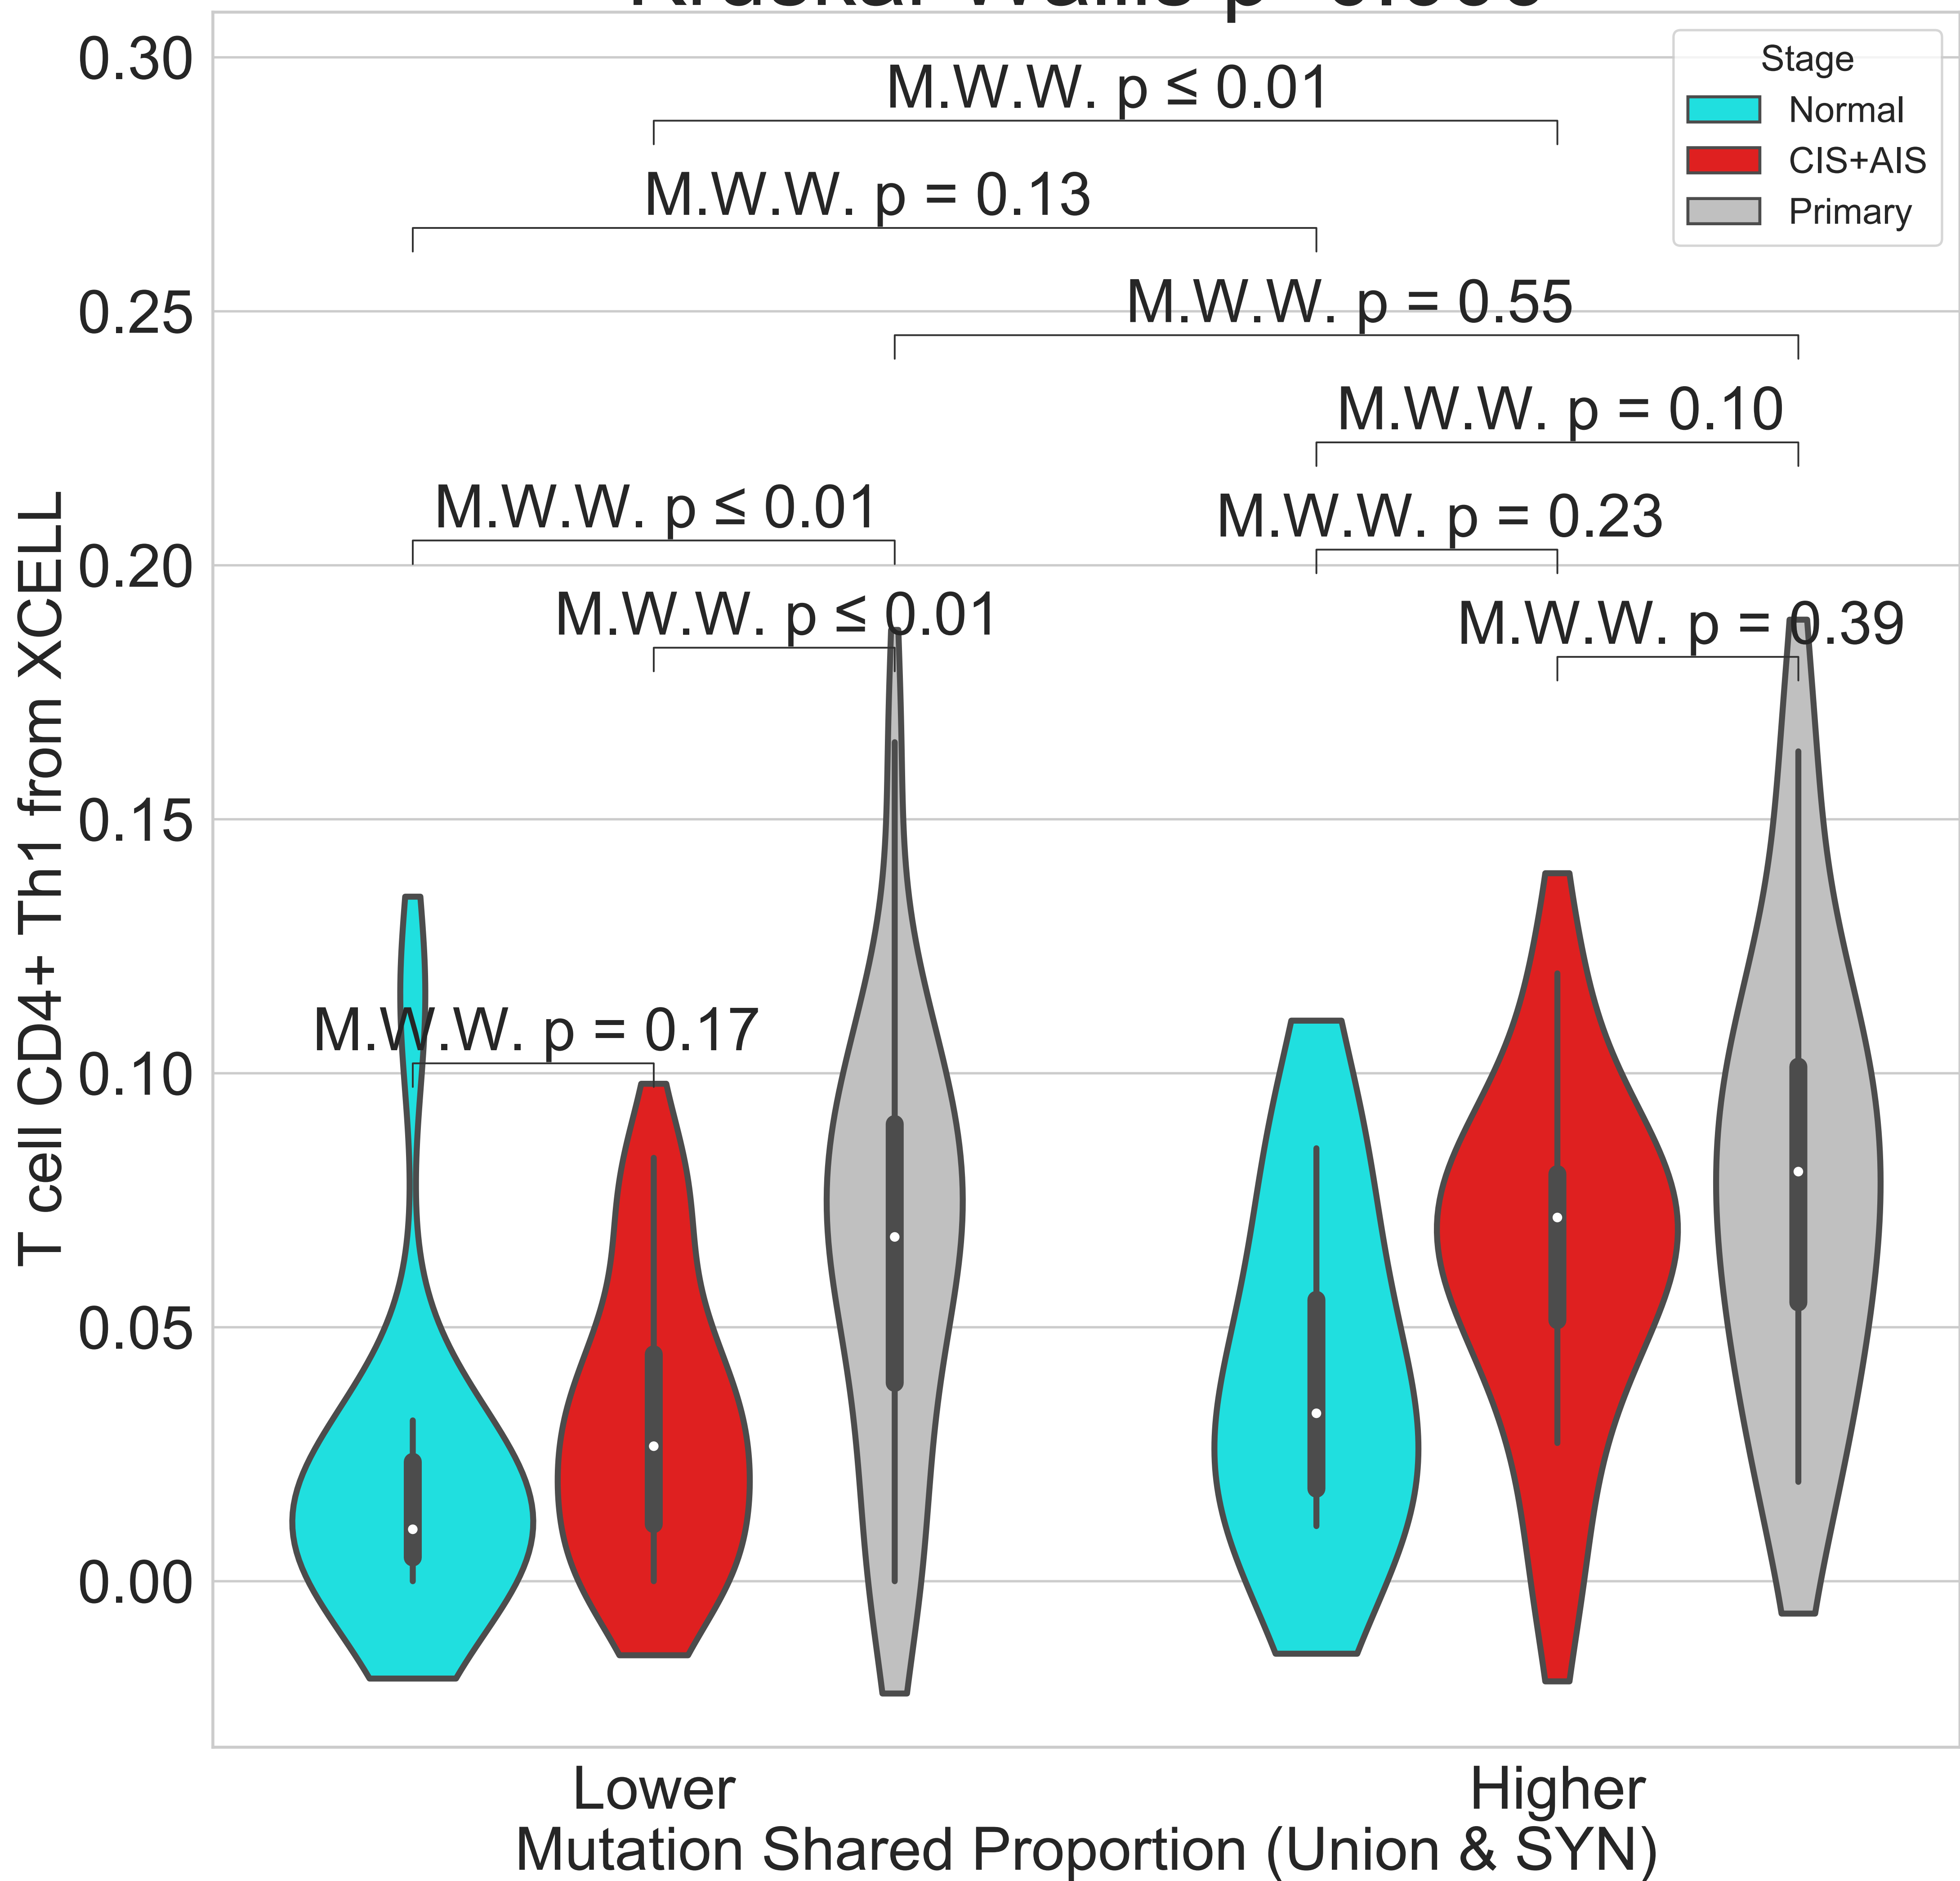 0.30
0.25
0.20
0.15
0.10
0.05
0.00
T cell CD4+ Th1 from XCELL
Stage
Normal
CIS+AIS
Primary
M.W.W. p ≤ 0.01
M.W.W. p = 0.13
M.W.W. p = 0.55
M.W.W. p = 0.10
M.W.W. p ≤ 0.01
M.W.W. p = 0.23
M.W.W. p ≤ 0.01
M.W.W. p = 0.39
M.W.W. p = 0.17
Lower
Higher
Mutation Shared Proportion (Union & SYN)